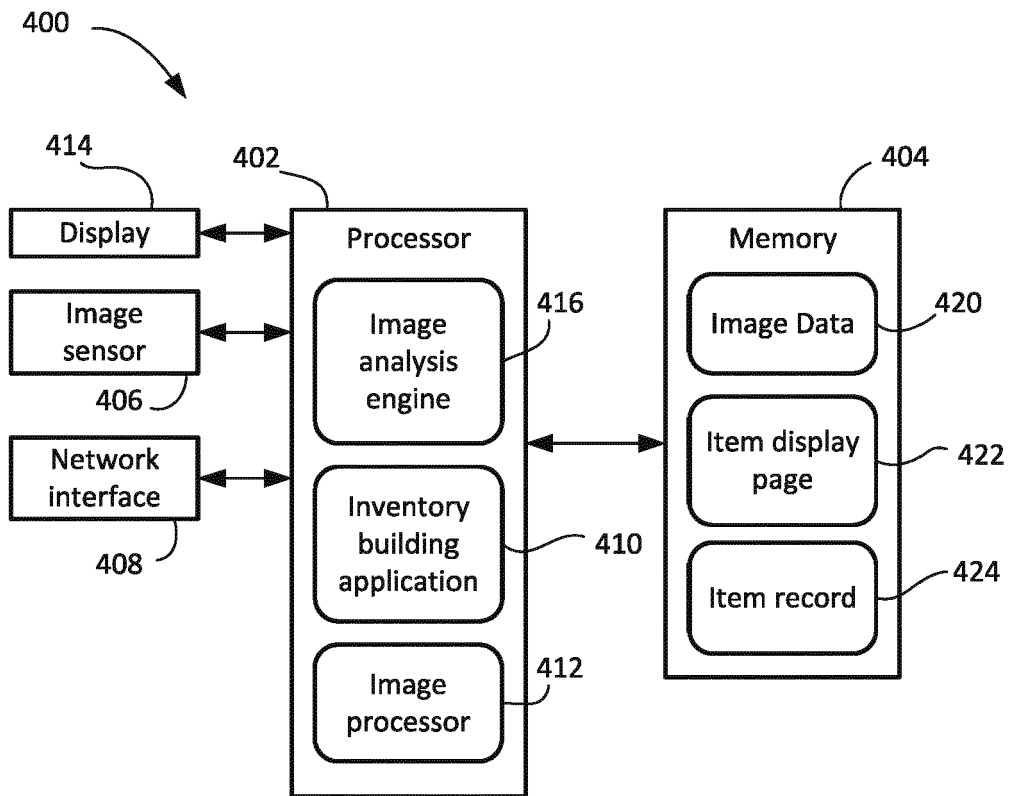 400
414
402
404
Display
Processor
Memory
Image
sensor
406
Image
analysis
engine
416
Image Data
420
Network
interface
408
Inventory
building
application
410
Item display
page
422
Image
processor
412
Item record
424